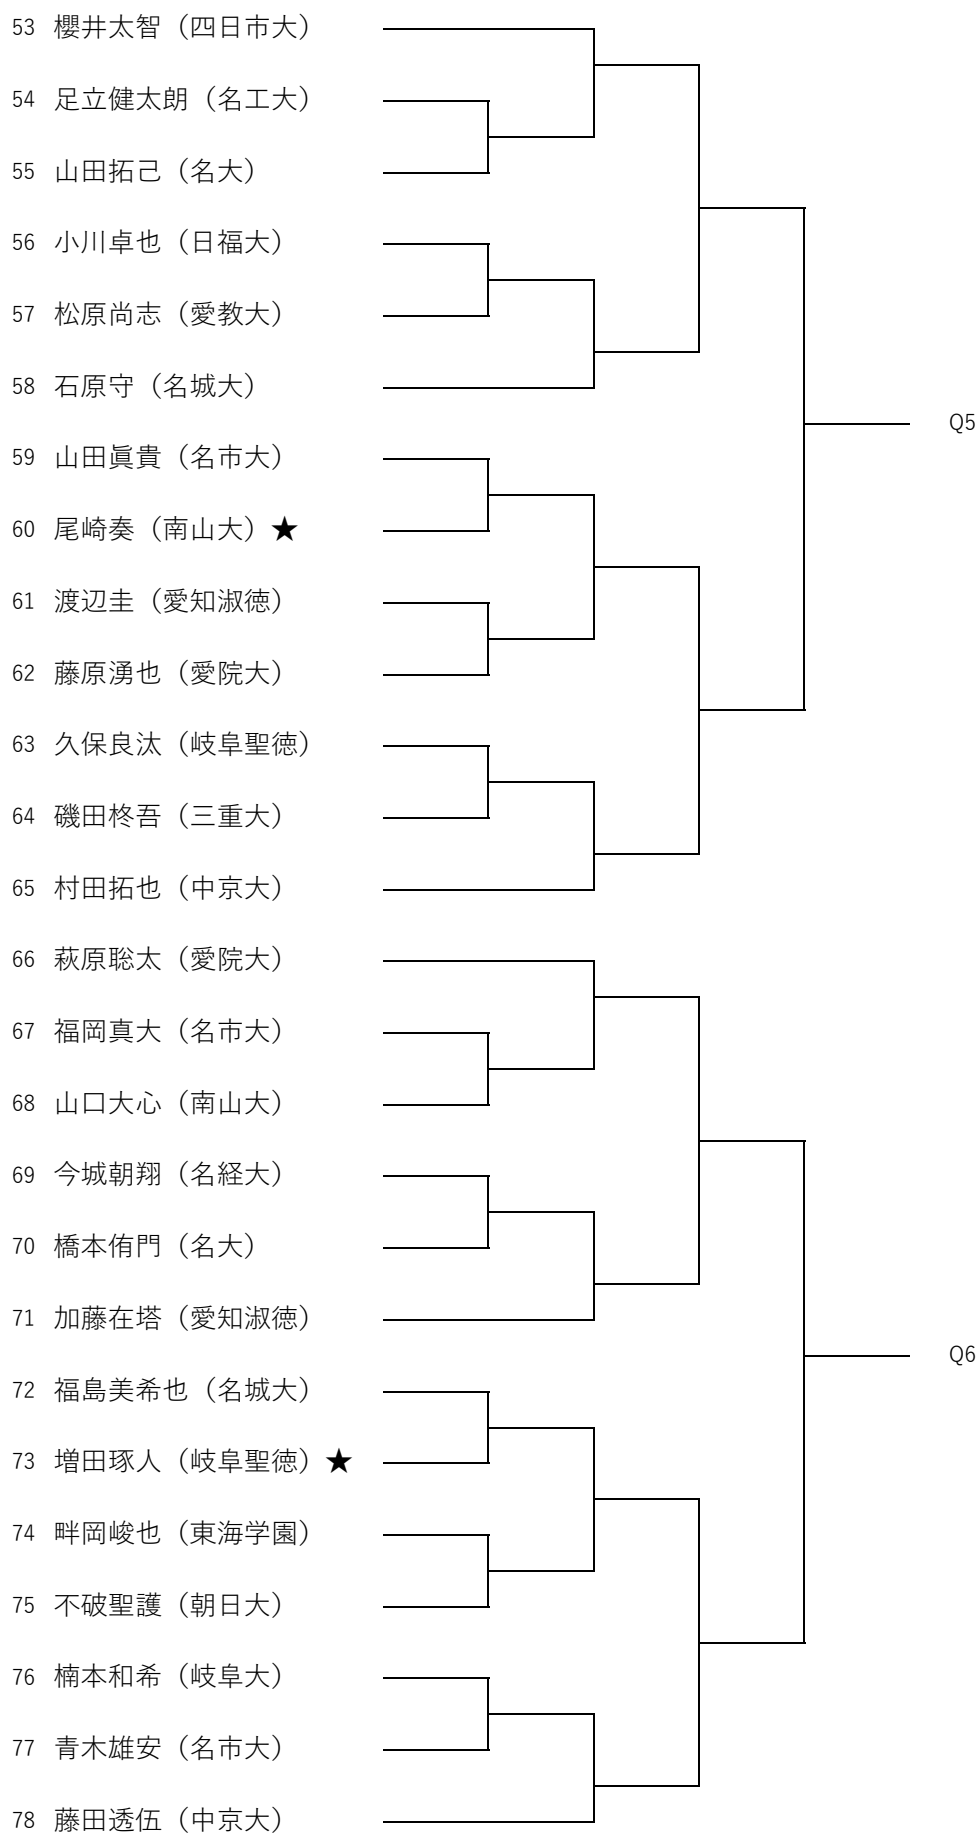 53 櫻井太智（四日市大）
54 足立健太朗（名工大）
55 山田拓己（名大）
56 小川卓也（日福大）
57 松原尚志（愛教大）
58 石原守（名城大）
Q5
59 山田眞貴（名市大）
60 尾崎奏（南山大）★
61 渡辺圭（愛知淑徳）
62 藤原湧也（愛院大）
63 久保良汰（岐阜聖徳）
64 磯田柊吾（三重大）
65 村田拓也（中京大）
66 萩原聡太（愛院大）
67 福岡真大（名市大）
68 山口大心（南山大）
69 今城朝翔（名経大）
70 橋本侑門（名大）
71 加藤在塔（愛知淑徳）
Q6
72 福島美希也（名城大）
73 増田琢人（岐阜聖徳）★
74 畔岡峻也（東海学園）
75 不破聖護（朝日大）
76 楠本和希（岐阜大）
77 青木雄安（名市大）
78 藤田透伍（中京大）